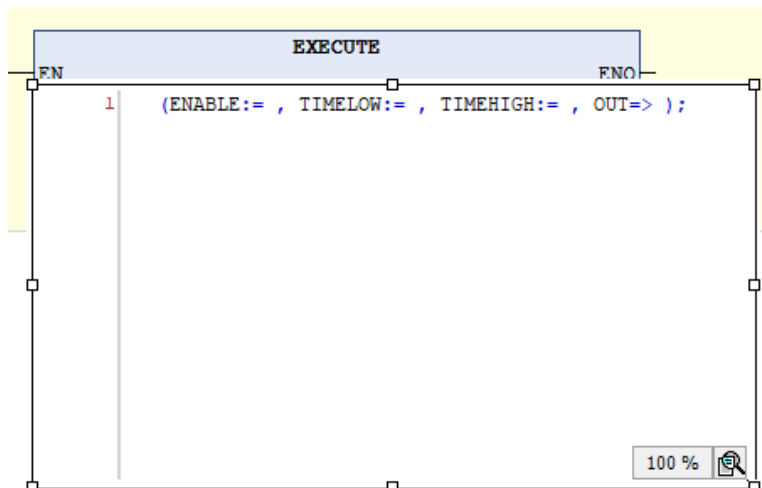 EXECUTE
EN ENO
1 (ENABLE:= , TIMELOW:= , TIMEHIGH:= , OUT=> );
100 %